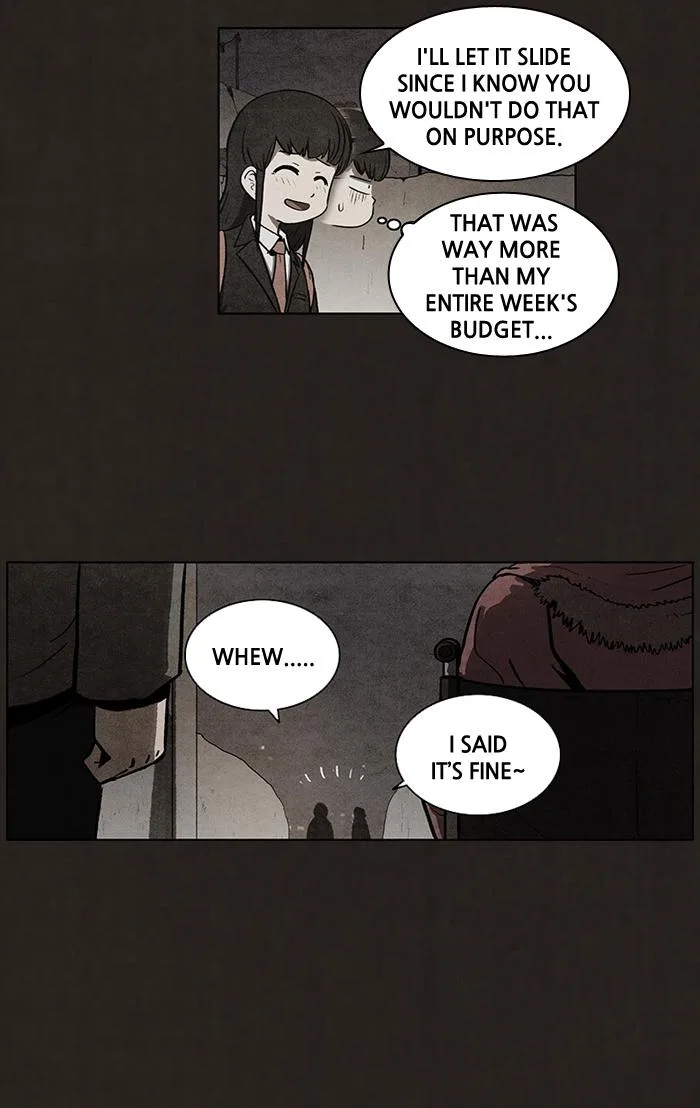 I'LL LET IT SLIDE
SINCE I KNOW YOU
WOULDN'T DO THAT
ON PURPOSE.
THAT WAS
WAY MORE
THAN MY
ENTIRE WEEK'S
BUDGET...
WHEW.....
I SAID
IT'S FINE~